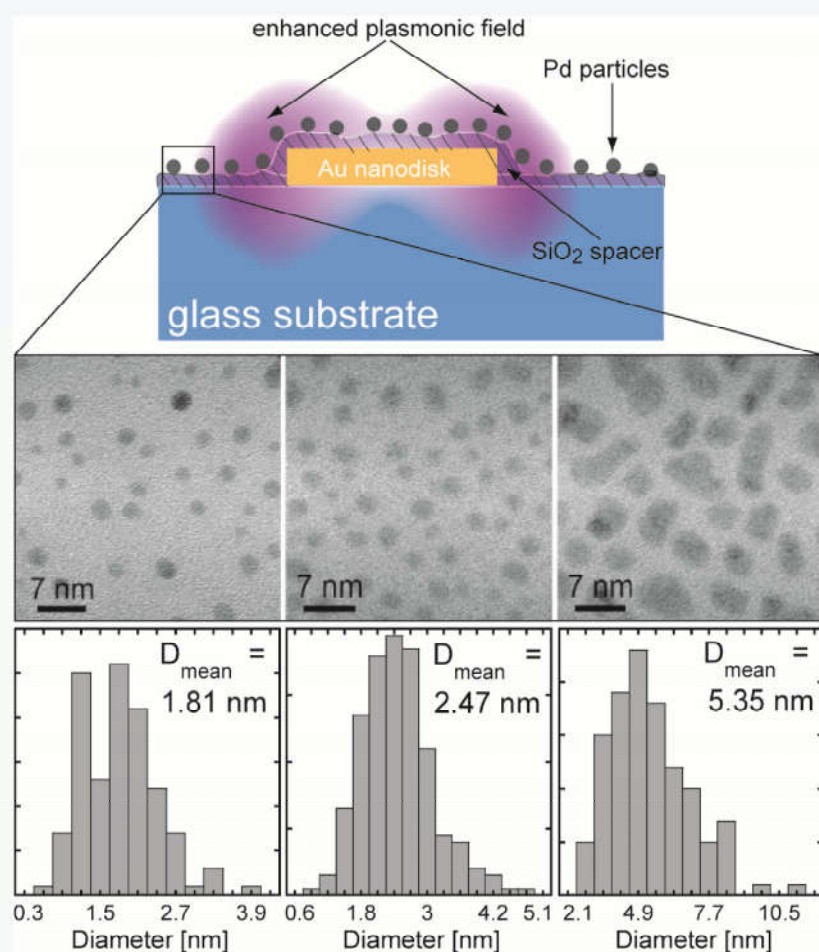 enhanced plasmonic field
Pd particles
Au nanodisk
SiO₂ spacer
glass substrate
7 nm
7 nm
7 nm
D_mean =
1.81 nm
D_mean =
2.47 nm
D_mean =
5.35 nm
0.3 1.5 2.7 3.9
0.6 1.8 3 4.2 5.1
2.1 4.9 7.7 10.5
Diameter [nm]
Diameter [nm]
Diameter [nm]